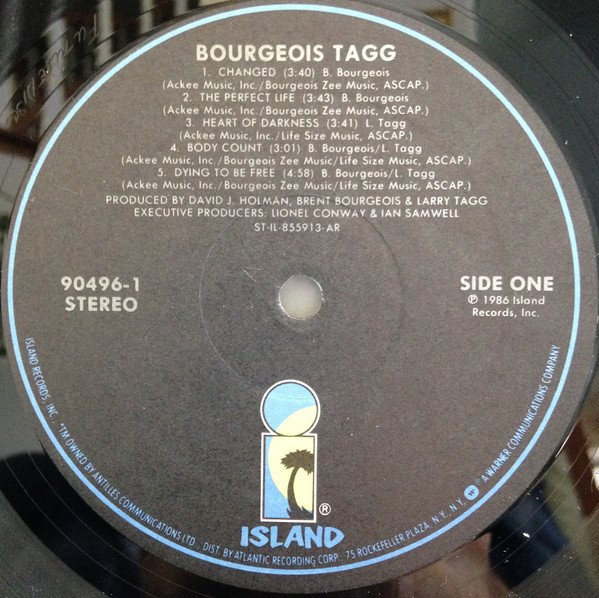 BOURGEOIS TAGG
1. CHANGED (3:40) B. Bourgeois
(Ackee Music, Inc./Bourgeois Zee Music, ASCAP.)
2. THE PERFECT LIFE (3:43) B. Bourgeois
(Ackee Music, Inc./Bourgeois Zee Music, ASCAP.)
3. HEART OF DARKNESS (3:41) L. Tagg
(Ackee Music, Inc./Life Size Music, ASCAP.)
4. BODY COUNT (3:01) B. Bourgeois/L. Tagg
(Ackee Music, Inc./Bourgeois Zee Music/Life Size Music, ASCAP.)
5. DYING TO BE FREE (4:58) B. Bourgeois/L. Tagg
(Ackee Music, Inc./Bourgeois Zee Music/Life Size Music, ASCAP.)
PRODUCED BY DAVID J. HOLMAN, BRENT BOURGEOIS & LARRY TAGG
EXECUTIVE PRODUCERS: LIONEL CONWAY & IAN SAMWELL
ST-IL-855913-AR
90496-1
STEREO
SIDE ONE
℗ 1986 Island
Records, Inc.
®
ISLAND
ISLAND RECORDS, INC. *TM OWNED BY ANTILLES COMMUNICATIONS LTD. DIST. BY ATLANTIC RECORDING CORP. 75 ROCKEFELLER PLAZA, N.Y., N.Y. A WARNER COMMUNICATIONS COMPANY